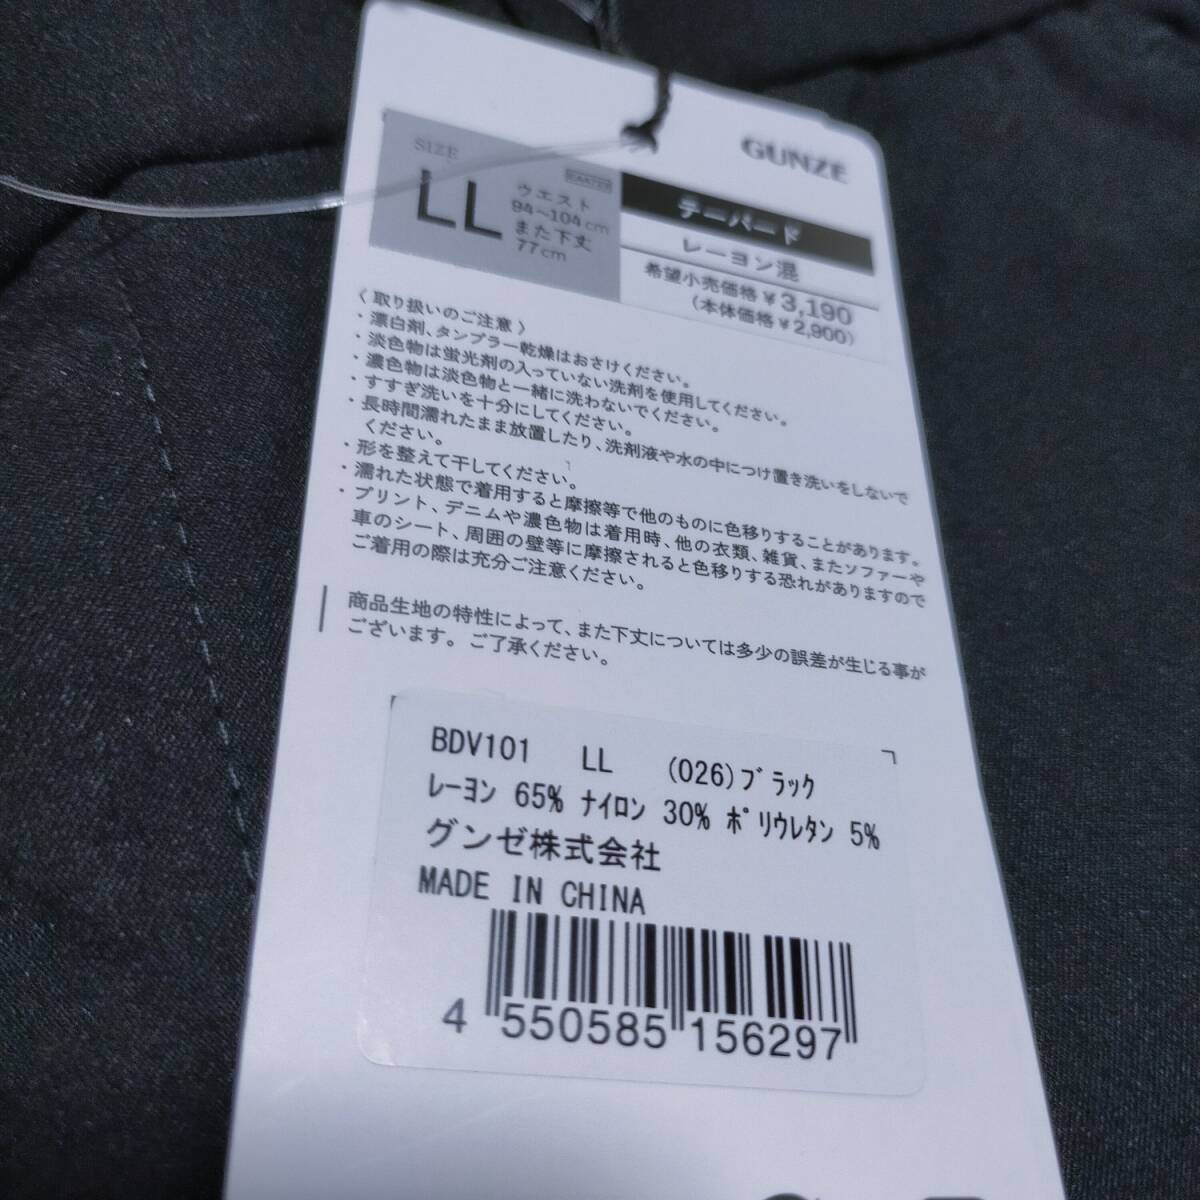 GUNZE
SIZE
LL
ウエスト
94〜104cm
また下丈
77cm
テーパード
レーヨン混
希望小売価格￥3,190
(本体価格￥2,900)
〈取り扱いのご注意〉
・漂白剤、タンブラー乾燥はおさけください。
・淡色物は蛍光剤の入っていない洗剤を使用してください。
・濃色物は淡色物と一緒に洗わないでください。
・すすぎ洗いを十分にしてください。
・長時間濡れたまま放置したり、洗剤液や水の中につけ置き洗いをしないで
ください。
・形を整えて干してください。
・濡れた状態で着用すると摩擦等で他のものに色移りすることがあります。
・プリント、デニムや濃色物は着用時、他の衣類、雑貨、またソファーや
車のシート、周囲の壁等に摩擦されると色移りする恐れがありますので
ご着用の際は充分ご注意ください。
商品生地の特性によって、また下丈については多少の誤差が生じる事が
ございます。ご了承ください。
BDV101 LL (026)ﾌﾞﾗｯｸ
ﾚｰﾖﾝ 65% ﾅｲﾛﾝ 30% ﾎﾟﾘｳﾚﾀﾝ 5%
グンゼ株式会社
MADE IN CHINA
4 550585 156297